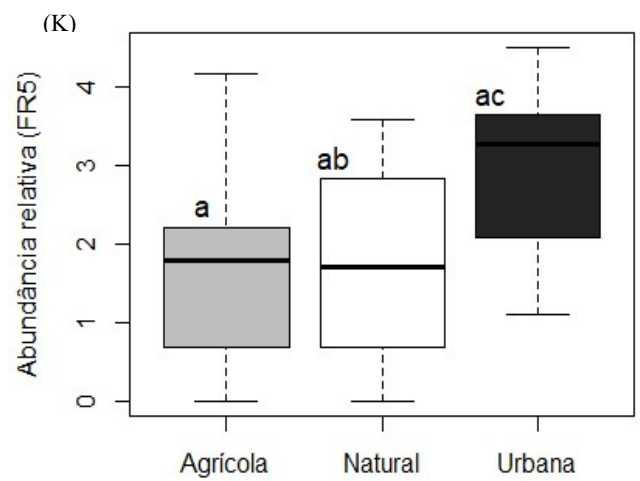 (K)
Abundância relativa (FR5)
4
3
2
1
0
a
ab
ac
Agrícola Natural Urbana